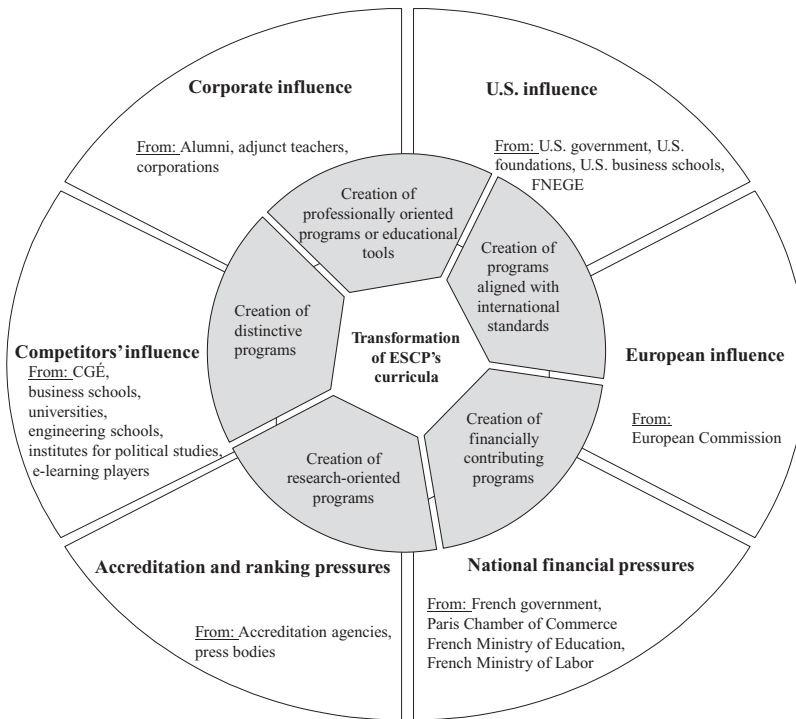 Corporate influence
From: Alumni, adjunct teachers,
corporations
U.S. influence
From: U.S. government, U.S.
foundations, U.S. business schools,
FNEGE
Creation of
professionally oriented
programs or educational
tools
Creation of
programs
aligned with
international
standards
Creation of
distinctive
programs
Transformation
of ESCP's
curricula
Competitors' influence
From: CGÉ,
business schools,
universities,
engineering schools,
institutes for political studies,
e-learning players
European influence
From:
European Commission
Creation of
financially
contributing
programs
Creation of
research-oriented
programs
Accreditation and ranking pressures
From: Accreditation agencies,
press bodies
National financial pressures
From: French government,
Paris Chamber of Commerce
French Ministry of Education,
French Ministry of Labor